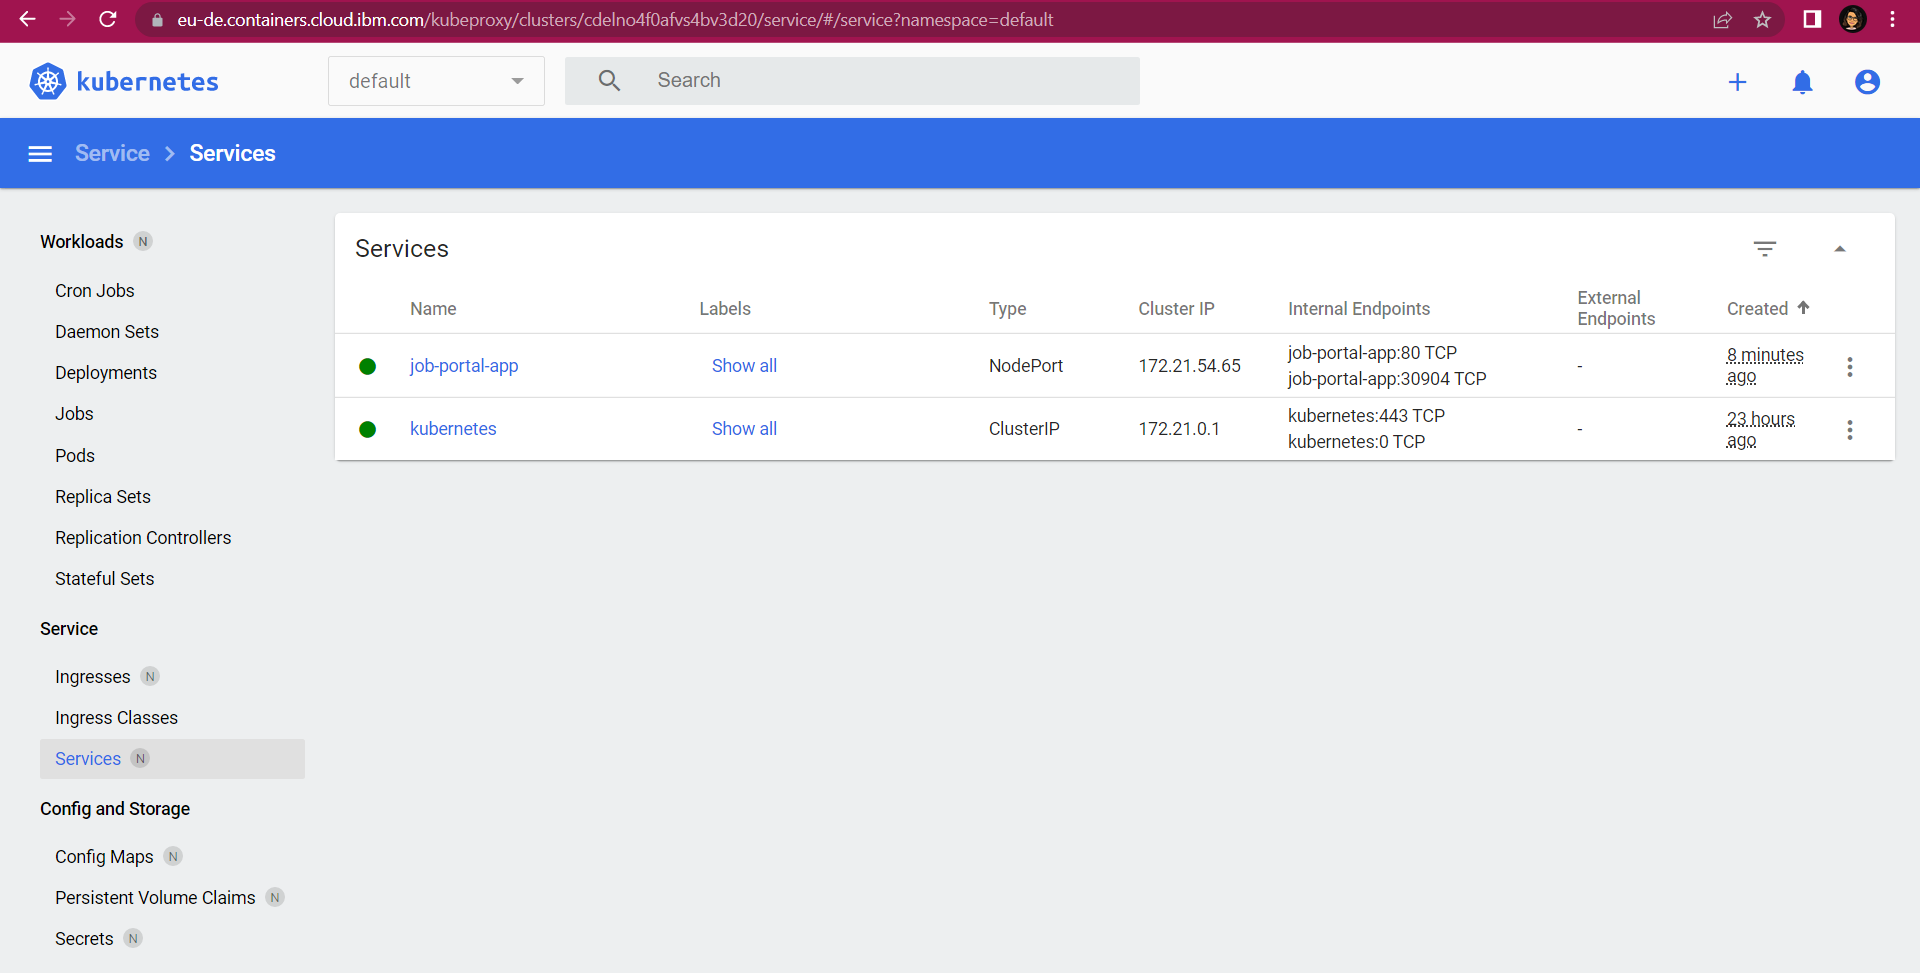 eu-de.containers.cloud.ibm.com/kubeproxy/clusters/cdelno4f0afvs4bv3d20/service/#/service?namespace=default
kubernetes
default
Search
Service
Services
Workloads N
Cron Jobs
Daemon Sets
Deployments
Jobs
Pods
Replica Sets
Replication Controllers
Stateful Sets
Service
Ingresses N
Ingress Classes
Services N
Config and Storage
Config Maps N
Persistent Volume Claims N
Secrets N
Services
Name Labels Type Cluster IP Internal Endpoints External Endpoints Created
job-portal-app Show all NodePort 172.21.54.65 job-portal-app:80 TCP - 8 minutes ago
job-portal-app:30904 TCP
kubernetes Show all ClusterIP 172.21.0.1 kubernetes:443 TCP - 23 hours ago
kubernetes:0 TCP